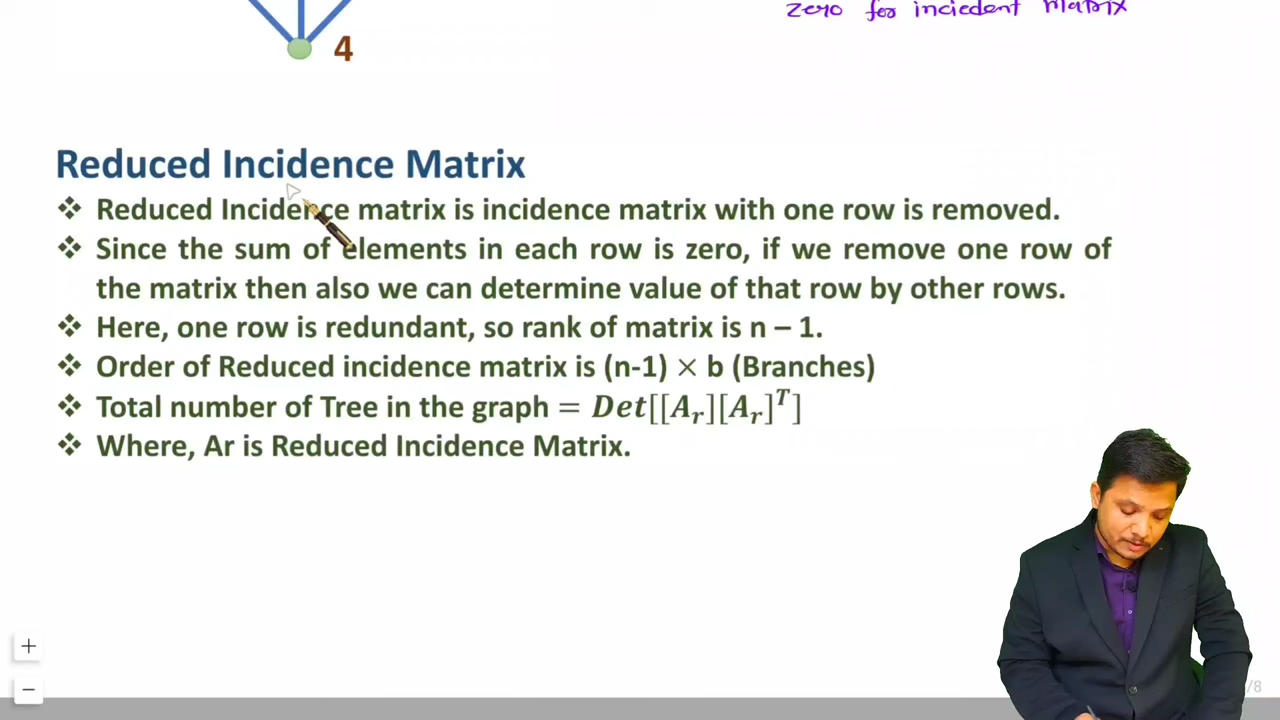 zero for inciedent matrix
4
Reduced Incidence Matrix
❖ Reduced Incidence matrix is incidence matrix with one row is removed.
❖ Since the sum of elements in each row is zero, if we remove one row of
the matrix then also we can determine value of that row by other rows.
❖ Here, one row is redundant, so rank of matrix is n – 1.
❖ Order of Reduced incidence matrix is (n-1) × b (Branches)
❖ Total number of Tree in the graph = Det[[A_r][A_r]^T]
❖ Where, Ar is Reduced Incidence Matrix.
/8